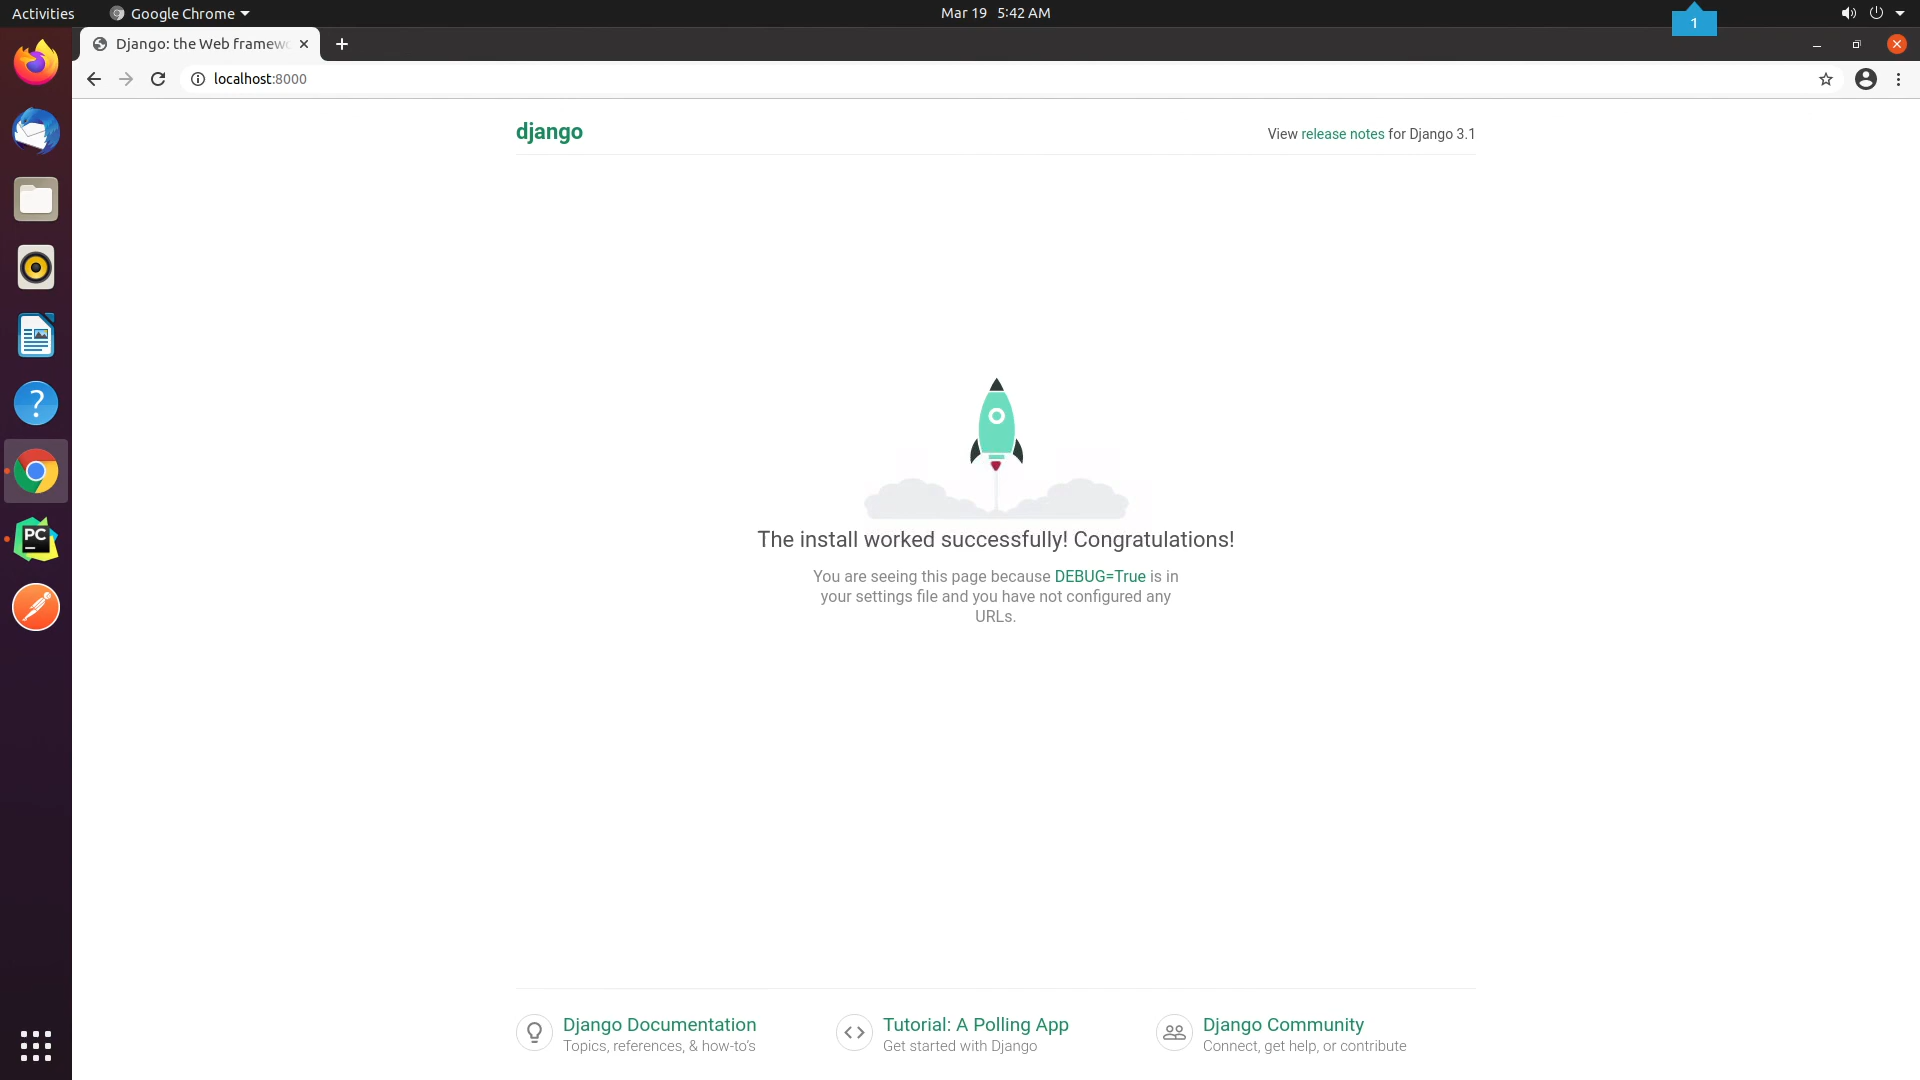 Activities
Google Chrome
Mar 19 5:42 AM
1
Django: the Web framewo
localhost:8000
django
View release notes for Django 3.1
?
PC
The install worked successfully! Congratulations!
You are seeing this page because DEBUG=True is in
your settings file and you have not configured any
URLs.
Django Documentation
Topics, references, & how-to's
Tutorial: A Polling App
Get started with Django
Django Community
Connect, get help, or contribute